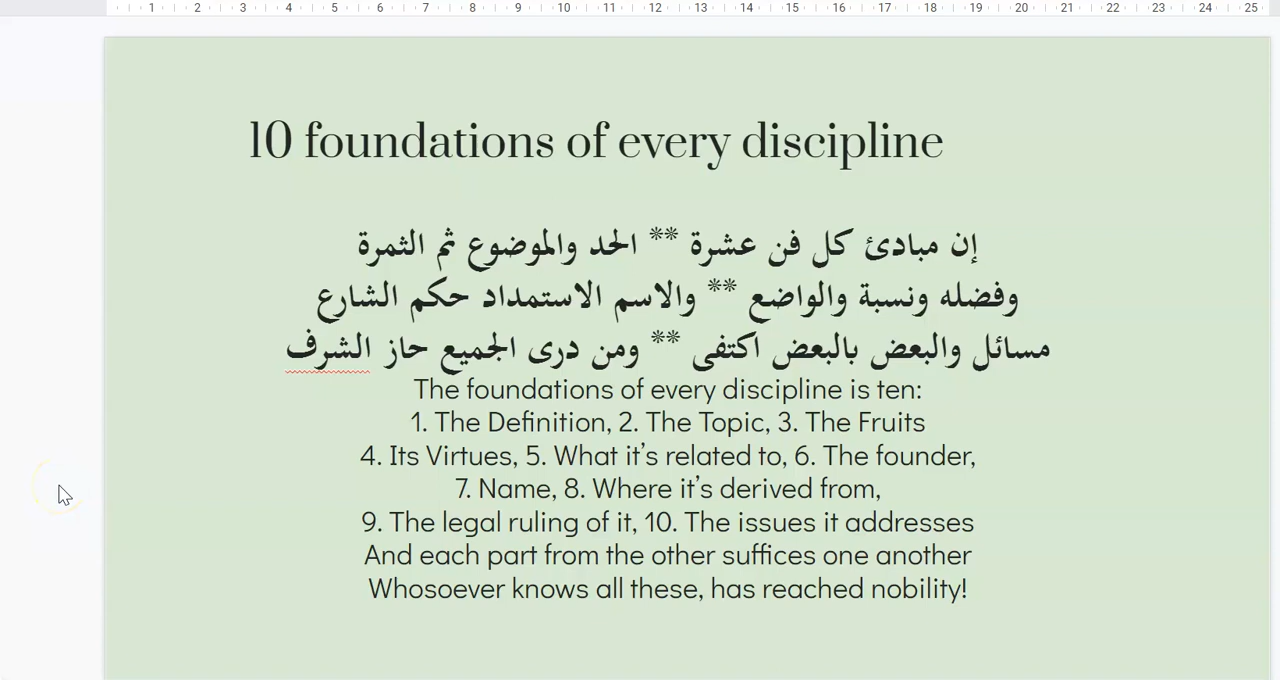 1 2 3 4 5 6 7 8 9 10 11 12 13 14 15 16 17 18 19 20 21 22 23 24 25
10 foundations of every discipline
إن مبادئ كل فن عشرة ** الحد والموضوع ثم الثمرة
وفضله ونسبة والواضع ** والاسم الاستمداد حكم الشارع
مسائل والبعض بالبعض اكتفى ** ومن درى الجميع حاز الشرف
The foundations of every discipline is ten:
1. The Definition, 2. The Topic, 3. The Fruits
4. Its Virtues, 5. What it’s related to, 6. The founder,
7. Name, 8. Where it’s derived from,
9. The legal ruling of it, 10. The issues it addresses
And each part from the other suffices one another
Whosoever knows all these, has reached nobility!